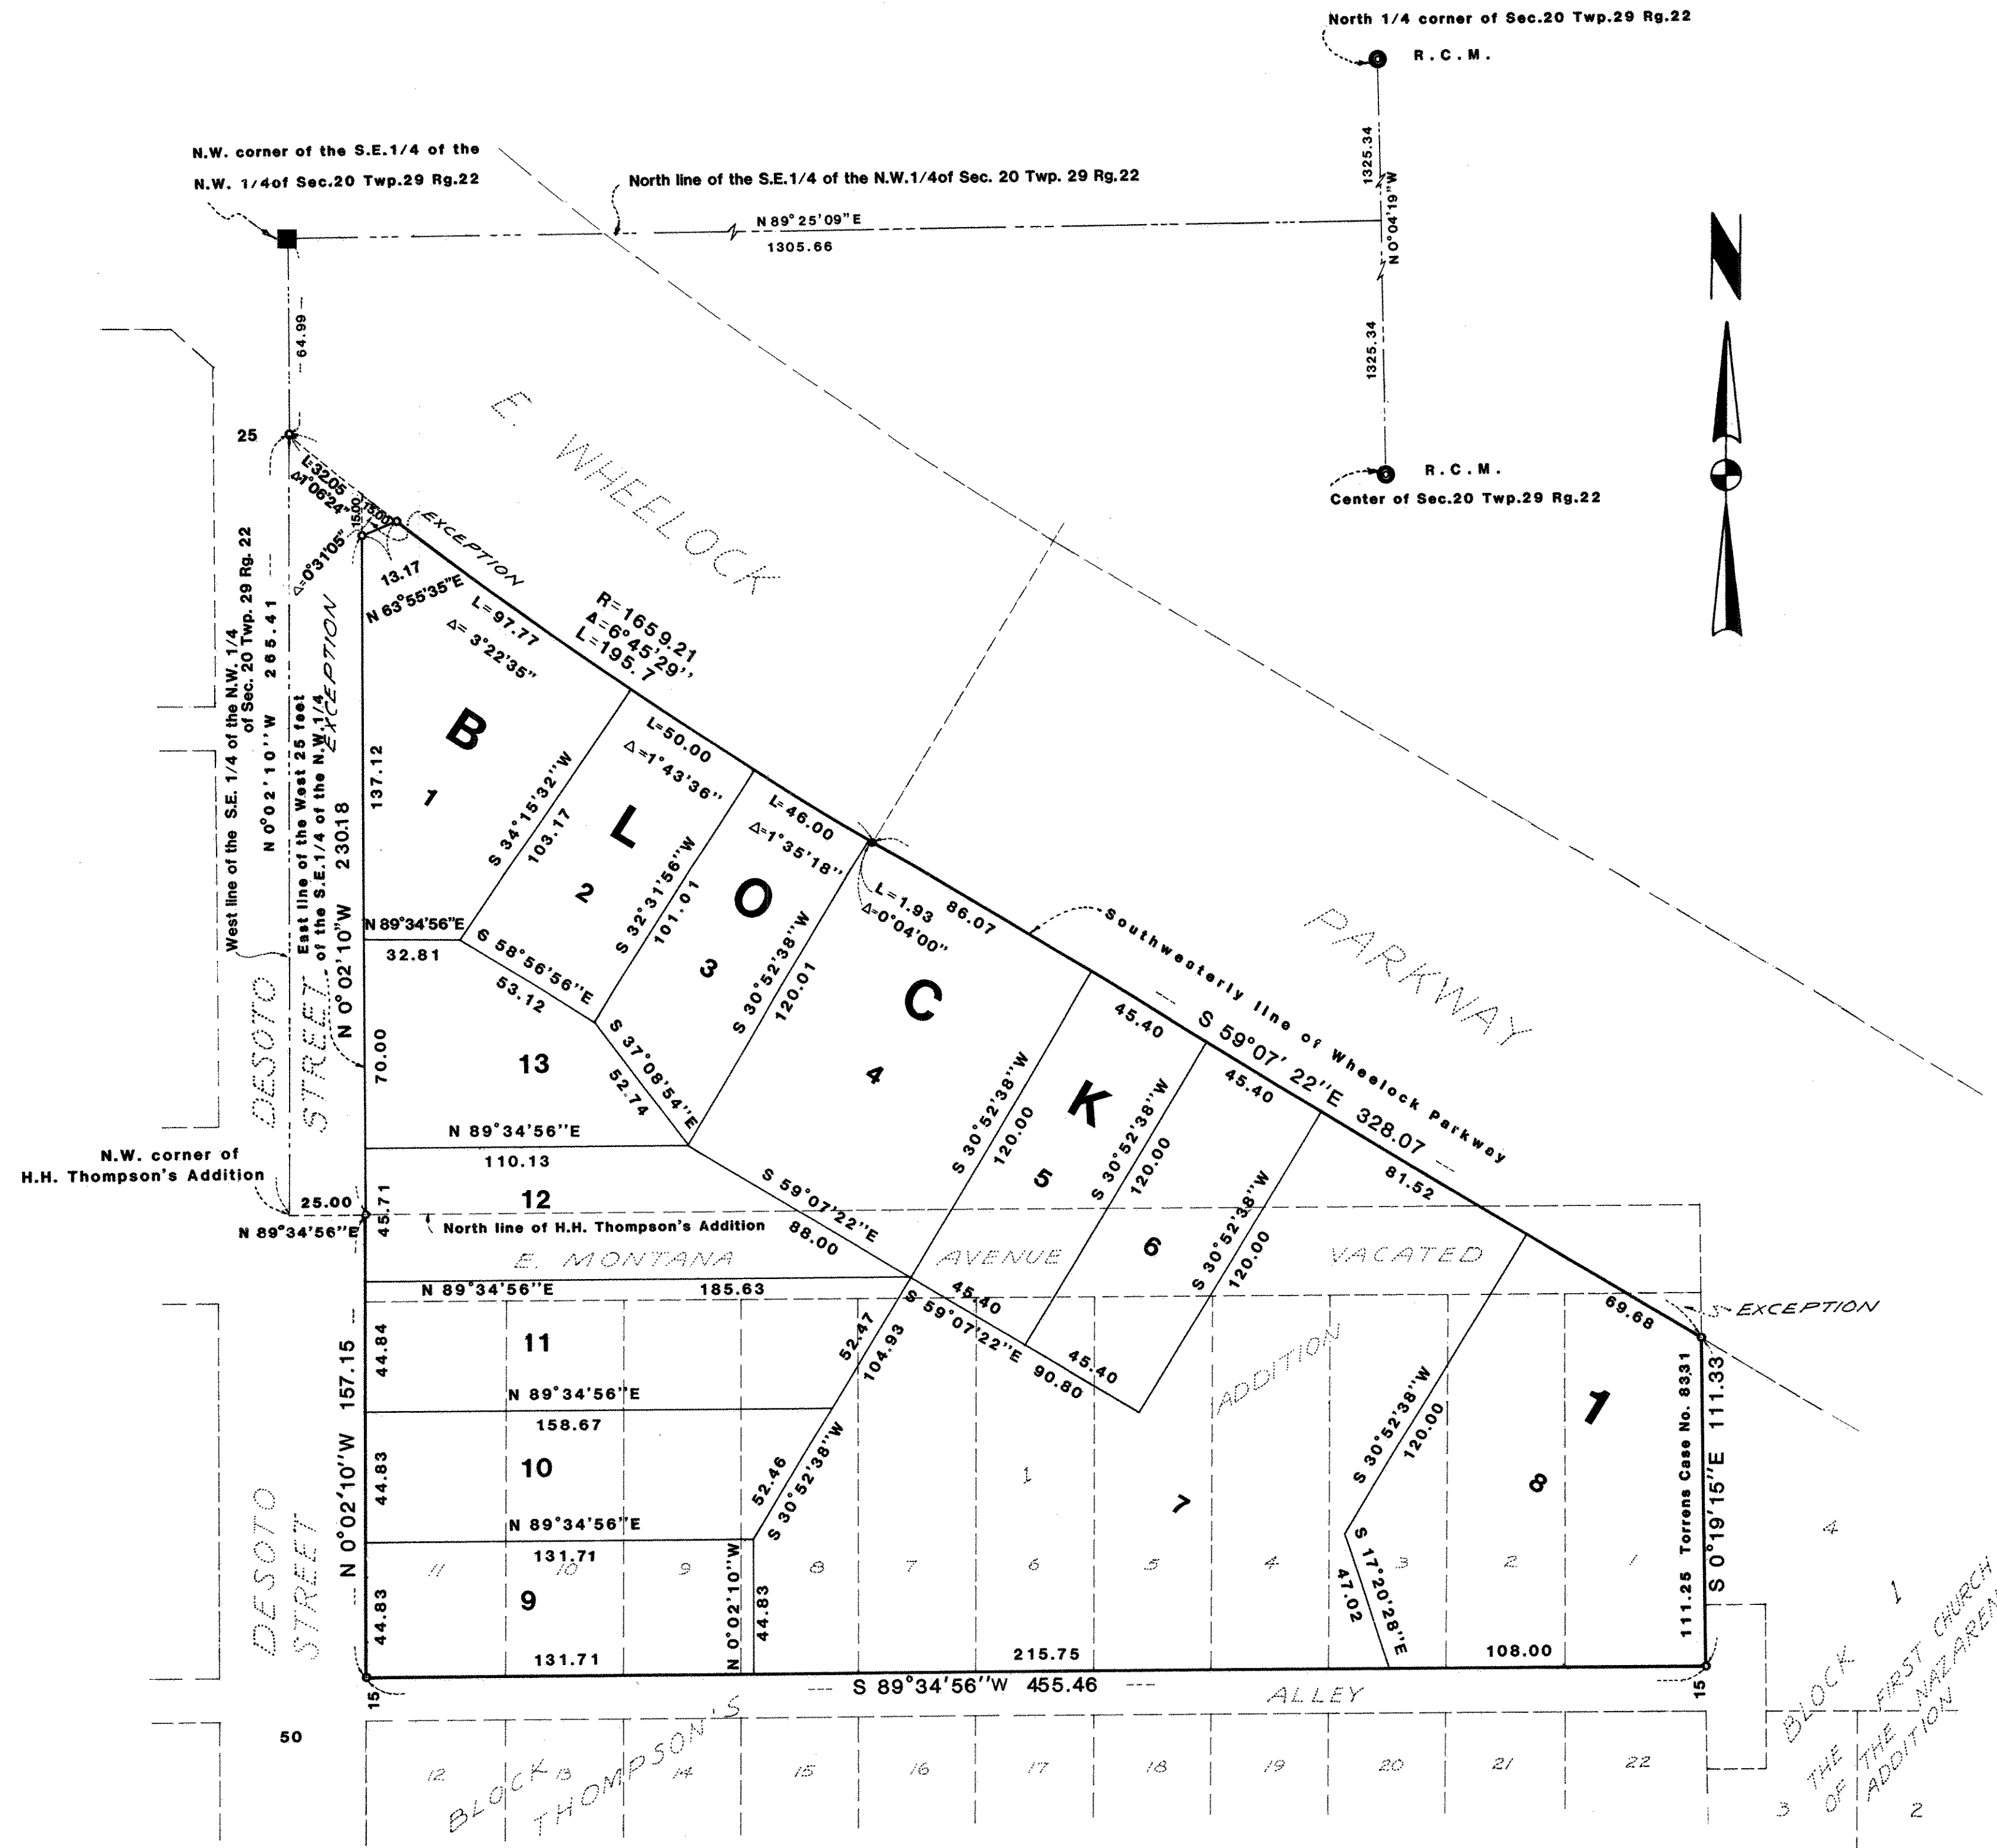 North 1/4 corner of Sec.20 Twp.29 Rg.22
R.C.M.
N
1325.34
N 0°04'19"W
1325.34
R.C.M.
Center of Sec.20 Twp.29 Rg.22
N.W. corner of the S.E.1/4 of the
N.W. 1/4of Sec.20 Twp.29 Rg.22
North line of the S.E.1/4 of the N.W.1/4of Sec. 20 Twp. 29 Rg.22
N 89°25'09"E
1305.66
64.99
25
L=32.05
Δ=1°06'24"
15.00
15.00
EXCEPTION
Δ=0°31'05"
13.17
N 63°55'35"E
E. WHEELOCK
PARKWAY
R=1659.21
Δ=6°45'29''
L=195.7
L=97.77
Δ= 3°22'35"
West line of the S.E. 1/4 of the N.W. 1/4
of Sec. 20 Twp. 29 Rg. 22
N 0°02'10''W 265.41
East line of the West 25 feet
of the S.E.1/4 of the N.W.1/4
EXCEPTION
N 0°02'10"W 230.18
137.12
B
1
S 34°15'32''W
103.17
L=50.00
Δ=1°43'36''
L
2
S 32°31'56''W
101.01
L=46.00
Δ=1°35'18''
O
3
S 30°52'38''W
120.01
L=1.93
Δ=0°04'00''
86.07
Southwesterly line of Wheelock Parkway
S 59°07'22''E 328.07
C
4
N 89°34'56"E
32.81
S 58°56'56''E
53.12
S 37°08'54''E
52.74
13
70.00
DESOTO
STREET
N 89°34'56''E
110.13
N.W. corner of
H.H. Thompson's Addition
25.00
N 89°34'56''E
45.71
12
North line of H.H. Thompson's Addition
S 59°07'22''E
88.00
S 30°52'38''W
120.00
K
5
45.40
S 30°52'38''W
120.00
6
45.40
S 30°52'38''W
120.00
81.52
E. MONTANA AVENUE VACATED
N 89°34'56''E 185.63
45.40
S 59°07'22''E 90.80
45.40
69.68
EXCEPTION
ADDITION
11
44.84
N 89°34'56''E
158.67
52.47
104.93
10
44.83
52.46
S 30°52'38''W
N 89°34'56''E
131.71
N 0°02'10''W 157.15
9
44.83
131.71
N 0°02'10''W
44.83
1
7
S 30°52'38''W
120.00
S 17°20'28''E
47.02
8
1
111.25 Torrens Case No. 8331
S 0°19'15''E 111.33
11 10 9 8 7 6 5 4 3 2 1
4
215.75
108.00
S 89°34'56''W 455.46
ALLEY
DESOTO
STREET
15
15
50
12 13 14 15 16 17 18 19 20 21 22
BLOCK
THOMPSON'S
BLOCK 1
THE FIRST CHURCH
OF THE NAZARENE
ADDITION
3 2